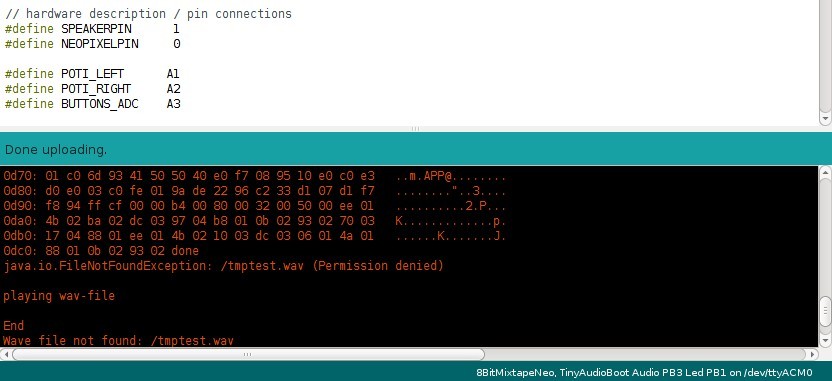 // hardware description / pin connections
#define SPEAKERPIN 1
#define NEOPIXELPIN 0
#define POTI_LEFT A1
#define POTI_RIGHT A2
#define BUTTONS_ADC A3
Done uploading.
0d70: 01 c0 6d 93 41 50 50 40 e0 f7 08 95 10 e0 c0 e3 ..m.APP@........
0d80: d0 e0 03 c0 fe 01 9a de 22 96 c2 33 d1 07 d1 f7 ........"..3....
0d90: f8 94 ff cf 00 00 b4 00 80 00 32 00 50 00 ee 01 ..........2.P...
0da0: 4b 02 ba 02 dc 03 97 04 b8 01 0b 02 93 02 70 03 K.............p.
0db0: 17 04 88 01 ee 01 4b 02 10 03 dc 03 06 01 4a 01 ......K.......J.
0dc0: 88 01 0b 02 93 02 done
java.io.FileNotFoundException: /tmptest.wav (Permission denied)
playing wav-file
End
Wave file not found: /tmptest.wav
8BitMixtapeNeo, TinyAudioBoot Audio PB3 Led PB1 on /dev/ttyACM0